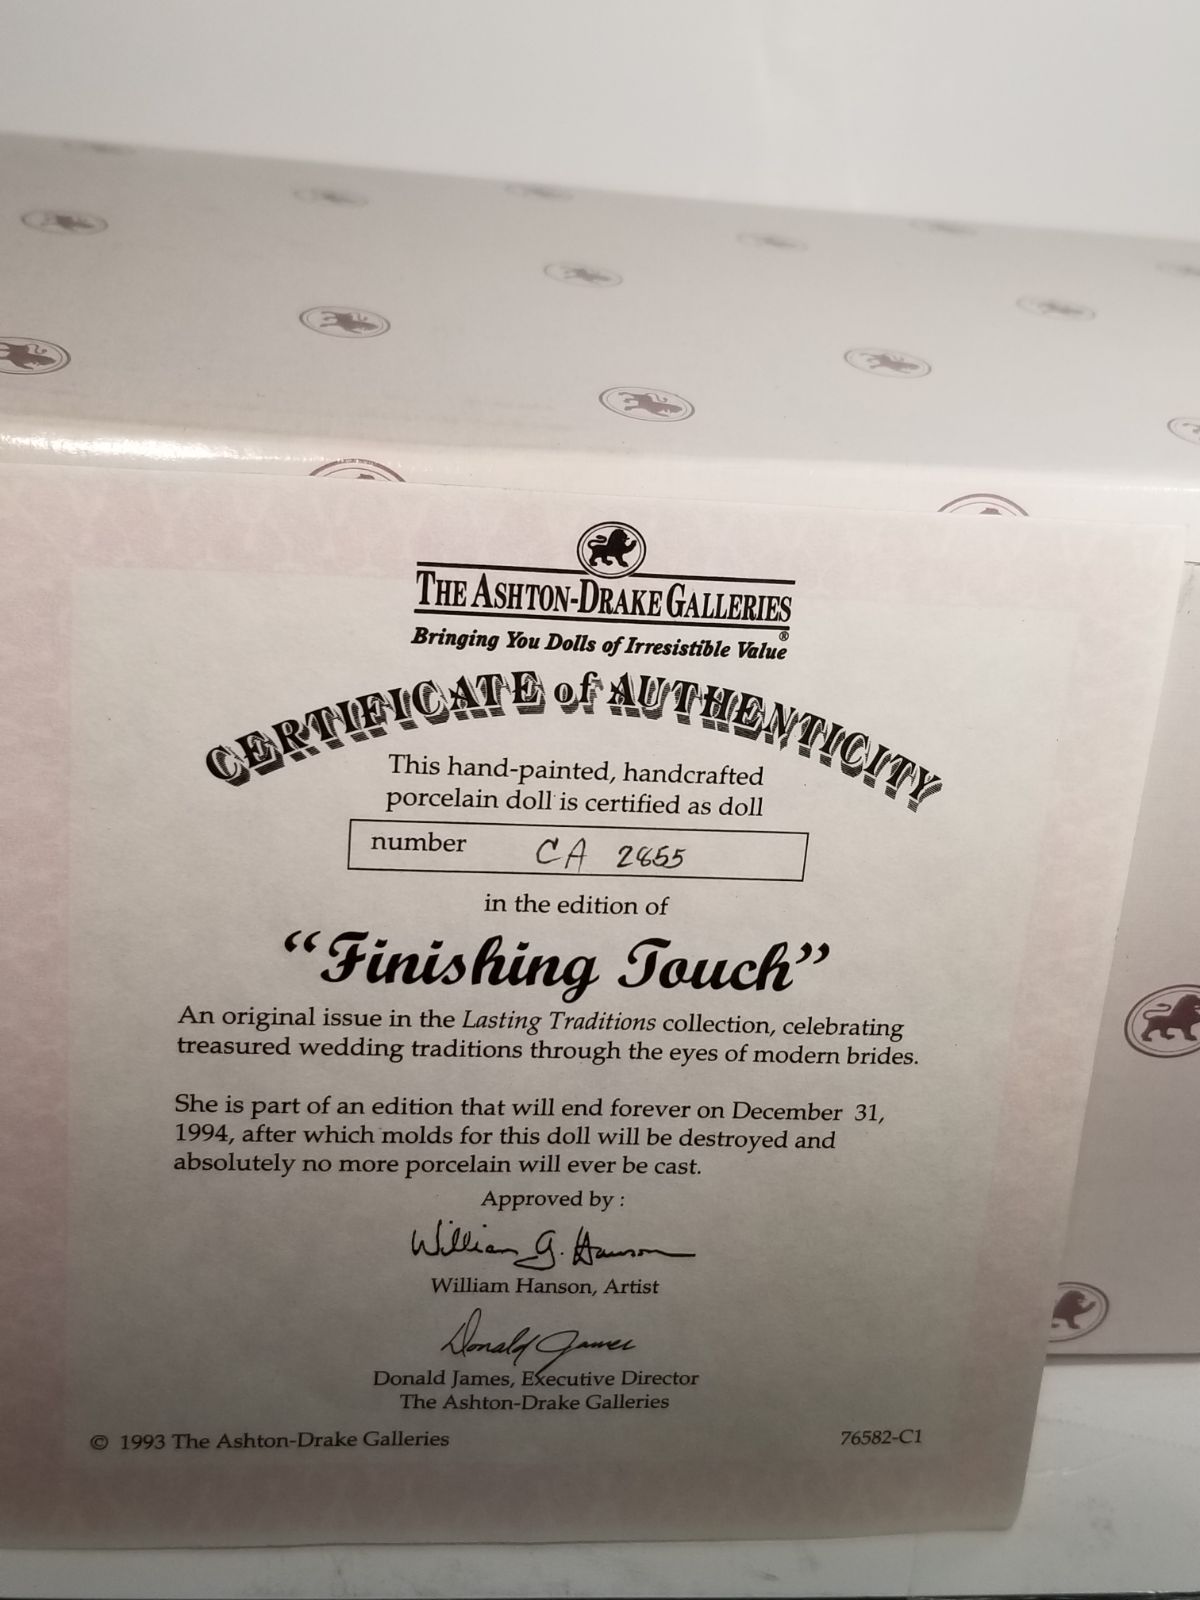 THE ASHTON-DRAKE GALLERIES
Bringing You Dolls of Irresistible Value®
CERTIFICATE of AUTHENTICITY
This hand-painted, handcrafted
porcelain doll is certified as doll
number CA 2855
in the edition of
“Finishing Touch”
An original issue in the Lasting Traditions collection, celebrating
treasured wedding traditions through the eyes of modern brides.
She is part of an edition that will end forever on December 31,
1994, after which molds for this doll will be destroyed and
absolutely no more porcelain will ever be cast.
Approved by :
William G. Hanson
William Hanson, Artist
Donald James
Donald James, Executive Director
The Ashton-Drake Galleries
© 1993 The Ashton-Drake Galleries
76582-C1